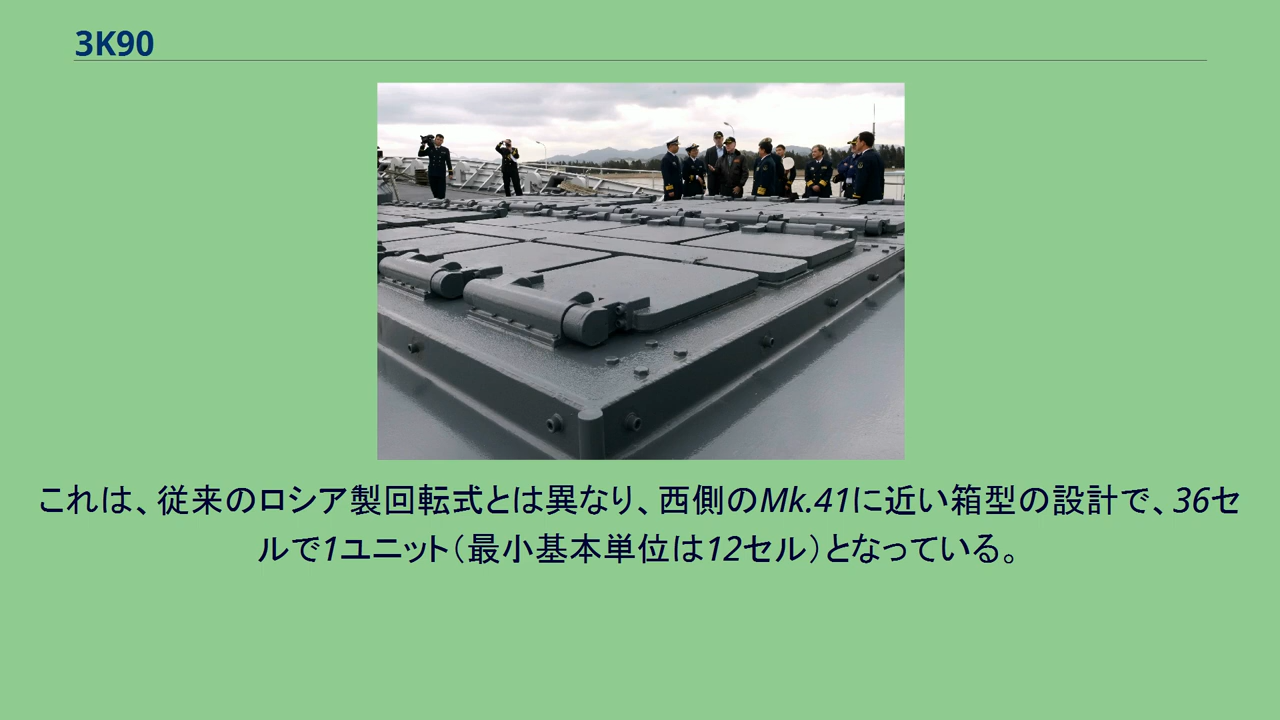 3K90
これは、従来のロシア製回転式とは異なり、西側のMk.41に近い箱型の設計で、36セ
ルで1ユニット（最小基本単位は12セル）となっている。